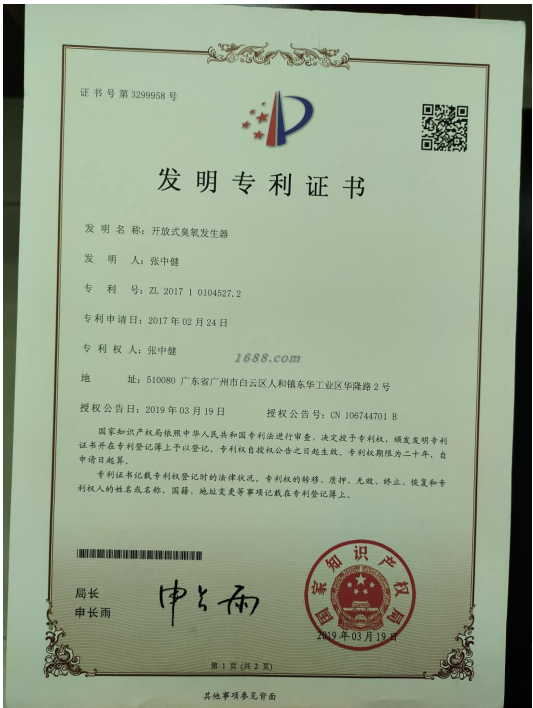 证书号第3299958号
发明专利证书
发明名称：开放式臭氧发生器
发明人：张中健
专利号：ZL 2017 1 0104527.2
专利申请日：2017年02月24日
专利权人：张中健
1688.com
地址：510080 广东省广州市白云区人和镇东华工业区华隆路2号
授权公告日：2019年03月19日 授权公告号：CN 106744701 B
国家知识产权局依照中华人民共和国专利法进行审查，决定授予专利权，颁发发明专利
证书并在专利登记簿上予以登记。专利权自授权公告之日起生效。专利权期限为二十年，自
申请日起算。
专利证书记载专利权登记时的法律状况。专利权的转移、质押、无效、终止、恢复和专
利权人的姓名或名称、国籍、地址变更等事项记载在专利登记簿上。
局长
申长雨
申长雨
国家知识产权局
2019年03月19日
第1页（共2页）
其他事项参见背面